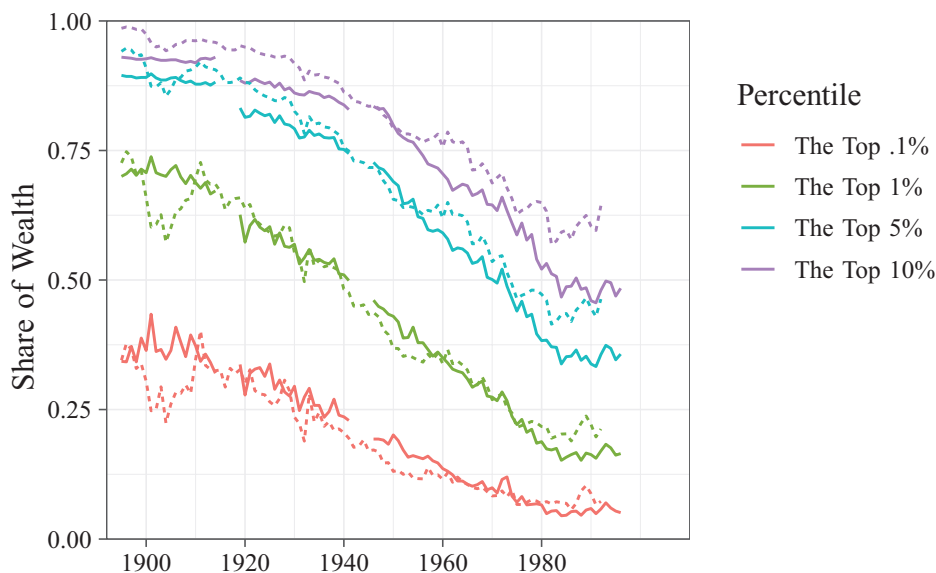 1.00
0.75
0.50
0.25
0.00
Share of Wealth
1900 1920 1940 1960 1980
Percentile
The Top .1%
The Top 1%
The Top 5%
The Top 10%